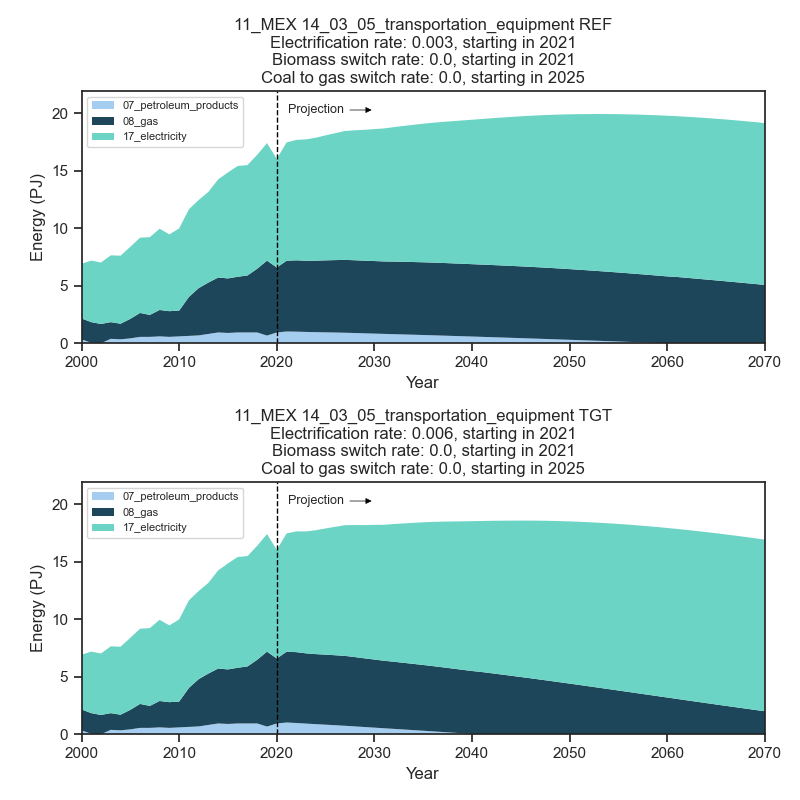 11_MEX 14_03_05_transportation_equipment REF
Electrification rate: 0.003, starting in 2021
Biomass switch rate: 0.0, starting in 2021
Coal to gas switch rate: 0.0, starting in 2025
07_petroleum_products
08_gas
17_electricity
Projection
Energy (PJ)
20
15
10
5
0
2000 2010 2020 2030 2040 2050 2060 2070
Year
11_MEX 14_03_05_transportation_equipment TGT
Electrification rate: 0.006, starting in 2021
Biomass switch rate: 0.0, starting in 2021
Coal to gas switch rate: 0.0, starting in 2025
07_petroleum_products
08_gas
17_electricity
Projection
Energy (PJ)
20
15
10
5
0
2000 2010 2020 2030 2040 2050 2060 2070
Year